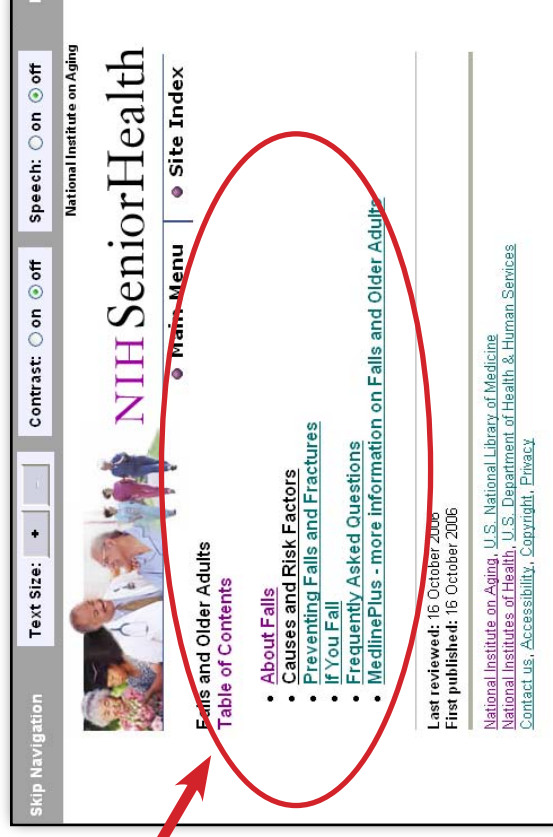 Skip Navigation Text Size: + - Contrast: on off Speech: on off
National Institute on Aging
NIH SeniorHealth
Main Menu Site Index
Falls and Older Adults
Table of Contents
• About Falls
• Causes and Risk Factors
• Preventing Falls and Fractures
• If You Fall
• Frequently Asked Questions
• MedlinePlus - more information on Falls and Older Adults
Last reviewed: 16 October 2006
First published: 16 October 2006
National Institute on Aging, U.S. National Library of Medicine
National Institutes of Health, U.S. Department of Health & Human Services
Contact us, Accessibility, Copyright, Privacy